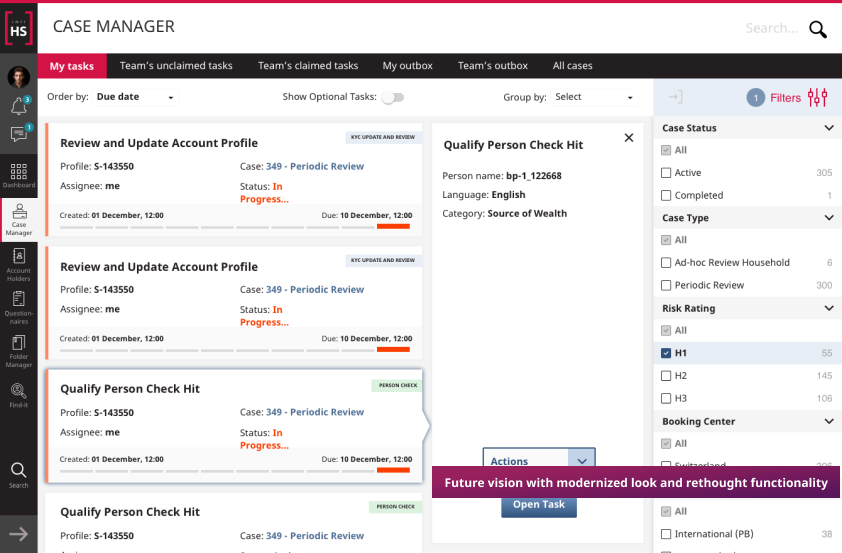 HS
CASE MANAGER
Search...
My tasks
Team's unclaimed tasks
Team's claimed tasks
My outbox
Team's outbox
All cases
3
1
Dashboard
Case
Manager
Account
Holders
Question-
naires
Folder
Manager
Find-it
Search
Order by: Due date
Show Optional Tasks:
Group by: Select
1 Filters
Review and Update Account Profile
KYC UPDATE AND REVIEW
Profile: S-143550
Case: 349 - Periodic Review
Assignee: me
Status: In
Progress...
Created: 01 December, 12:00
Due: 10 December, 12:00
Review and Update Account Profile
KYC UPDATE AND REVIEW
Profile: S-143550
Case: 349 - Periodic Review
Assignee: me
Status: In
Progress...
Created: 01 December, 12:00
Due: 10 December, 12:00
Qualify Person Check Hit
PERSON CHECK
Profile: S-143550
Case: 349 - Periodic Review
Assignee: me
Status: In
Progress...
Created: 01 December, 12:00
Due: 10 December, 12:00
Qualify Person Check Hit
PERSON CHECK
Profile: S-143550
Case: 349 - Periodic Review
Qualify Person Check Hit
Person name: bp-1_122668
Language: English
Category: Source of Wealth
Actions
Future vision with modernized look and rethought functionality
Open Task
Case Status
All
Active 305
Completed 1
Case Type
All
Ad-hoc Review Household 6
Periodic Review 300
Risk Rating
All
H1 55
H2 145
H3 106
Booking Center
All
Switzerland
All
International (PB) 38